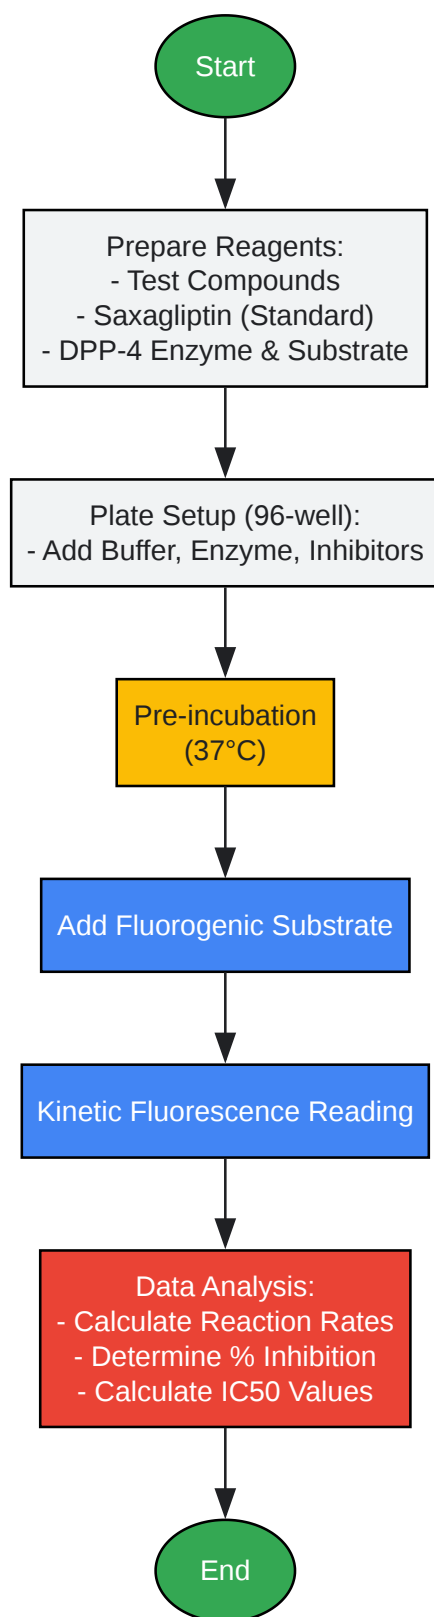 Start
Prepare Reagents:
- Test Compounds
- Saxagliptin (Standard)
- DPP-4 Enzyme & Substrate
Plate Setup (96-well):
- Add Buffer, Enzyme, Inhibitors
Pre-incubation
(37°C)
Add Fluorogenic Substrate
Kinetic Fluorescence Reading
Data Analysis:
- Calculate Reaction Rates
- Determine % Inhibition
- Calculate IC50 Values
End